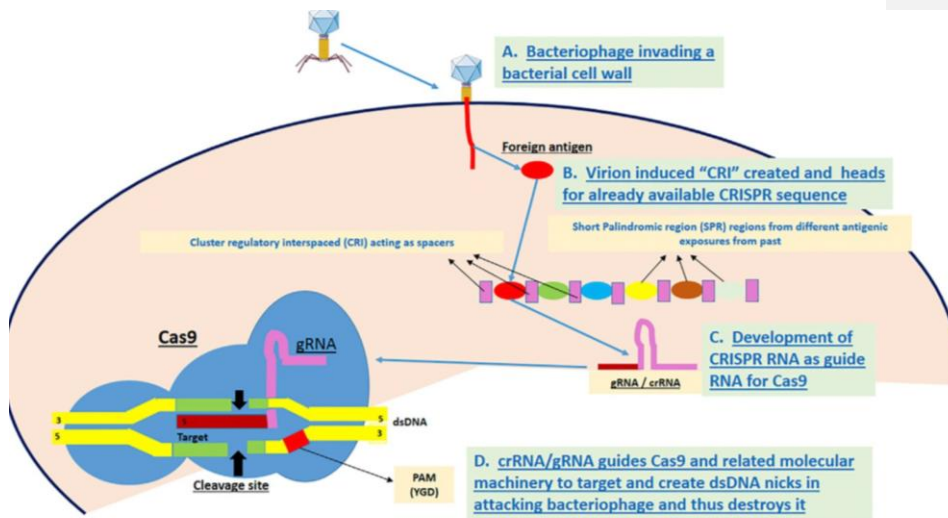 A. Bacteriophage invading a
bacterial cell wall
Foreign antigen
B. Virion induced “CRI” created and heads
for already available CRISPR sequence
Cluster regulatory interspaced (CRI) acting as spacers
Short Palindromic region (SPR) regions from different antigenic
exposures from past
C. Development of
CRISPR RNA as guide
RNA for Cas9
gRNA / crRNA
Cas9
gRNA
3
5
5
3
dsDNA
Target
Cleavage site
PAM
(YGD)
D. crRNA/gRNA guides Cas9 and related molecular
machinery to target and create dsDNA nicks in
attacking bacteriophage and thus destroys it